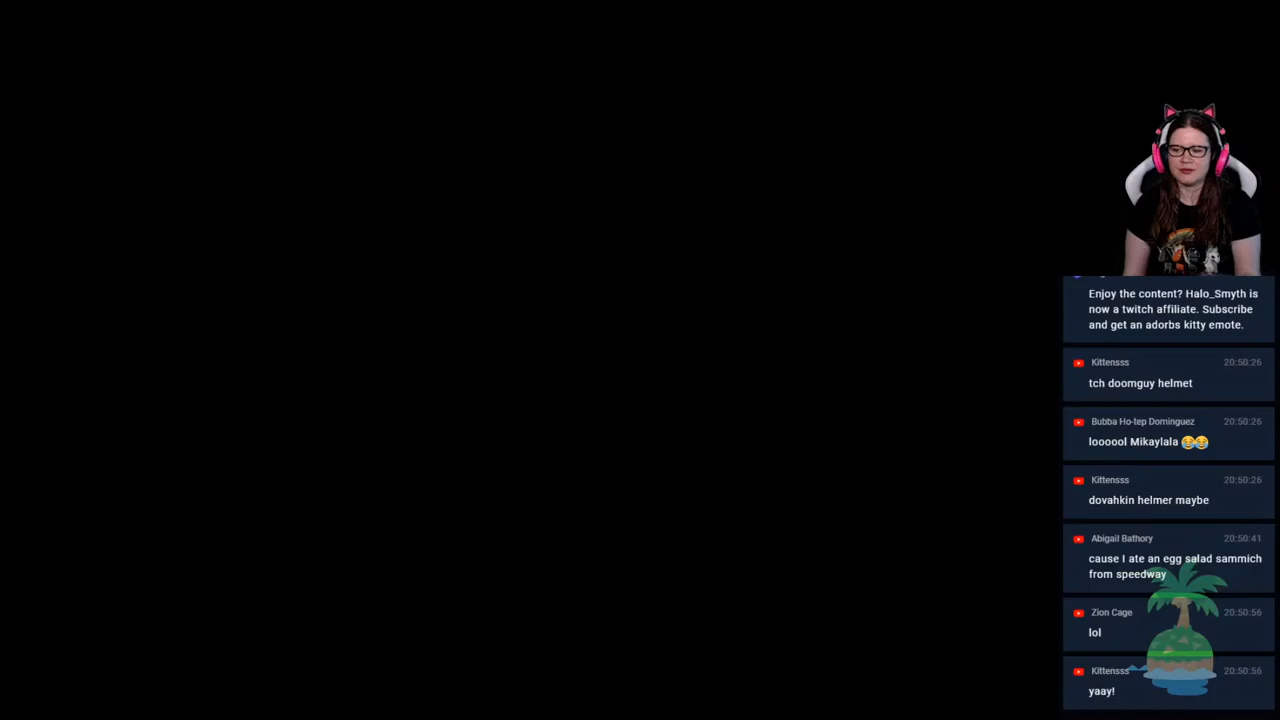 Enjoy the content? Halo_Smyth is
now a twitch affiliate. Subscribe
and get an adorbs kitty emote.
Kittensss 20:50:26
tch doomguy helmet
Bubba Ho-tep Dominguez 20:50:26
loooool Mikaylala 😂😂
Kittensss 20:50:26
dovahkin helmer maybe
Abigail Bathory 20:50:41
cause I ate an egg salad sammich
from speedway
Zion Cage 20:50:56
lol
Kittensss 20:50:56
yaay!